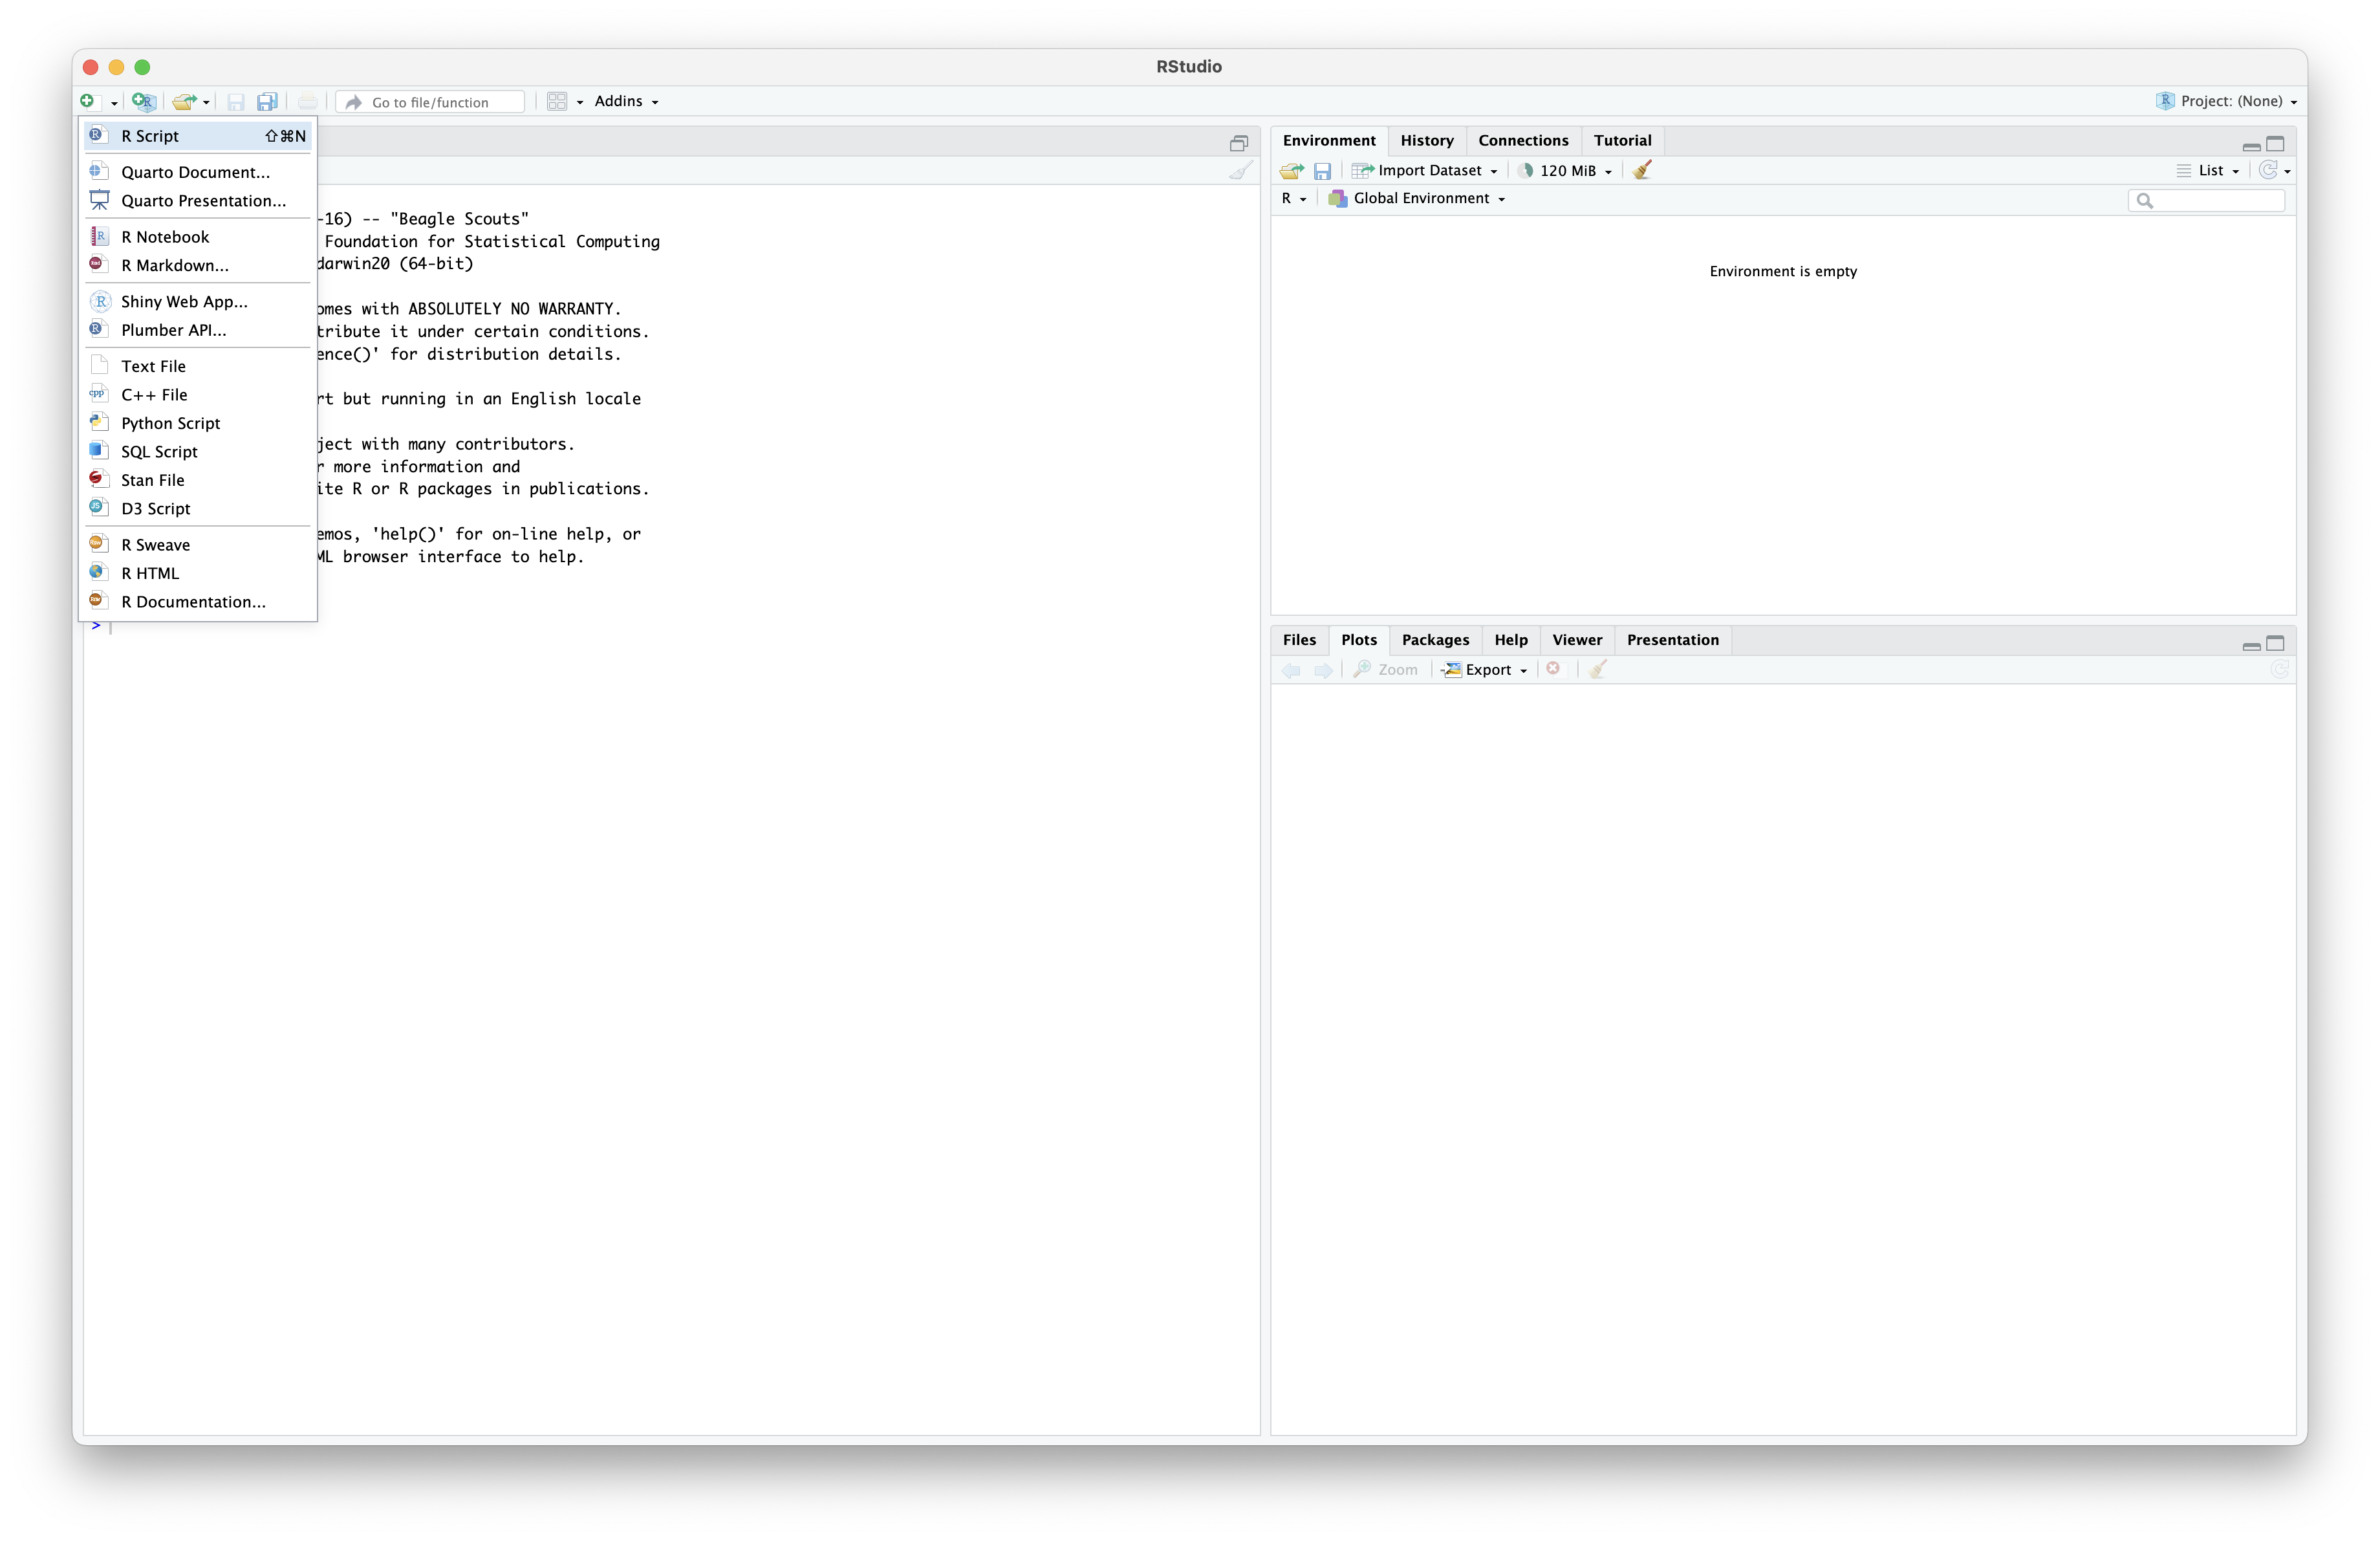 RStudio
Go to file/function
Addins
Project: (None)
R Script ⇧⌘N
Quarto Document...
Quarto Presentation...
R Notebook
R Markdown...
Shiny Web App...
Plumber API...
Text File
C++ File
Python Script
SQL Script
Stan File
D3 Script
R Sweave
R HTML
R Documentation...
-16) -- "Beagle Scouts"
Foundation for Statistical Computing
darwin20 (64-bit)
omes with ABSOLUTELY NO WARRANTY.
tribute it under certain conditions.
ence()' for distribution details.
rt but running in an English locale
ject with many contributors.
r more information and
ite R or R packages in publications.
emos, 'help()' for on-line help, or
ML browser interface to help.
>
Environment History Connections Tutorial
Import Dataset 120 MiB List
R Global Environment
Environment is empty
Files Plots Packages Help Viewer Presentation
Zoom Export